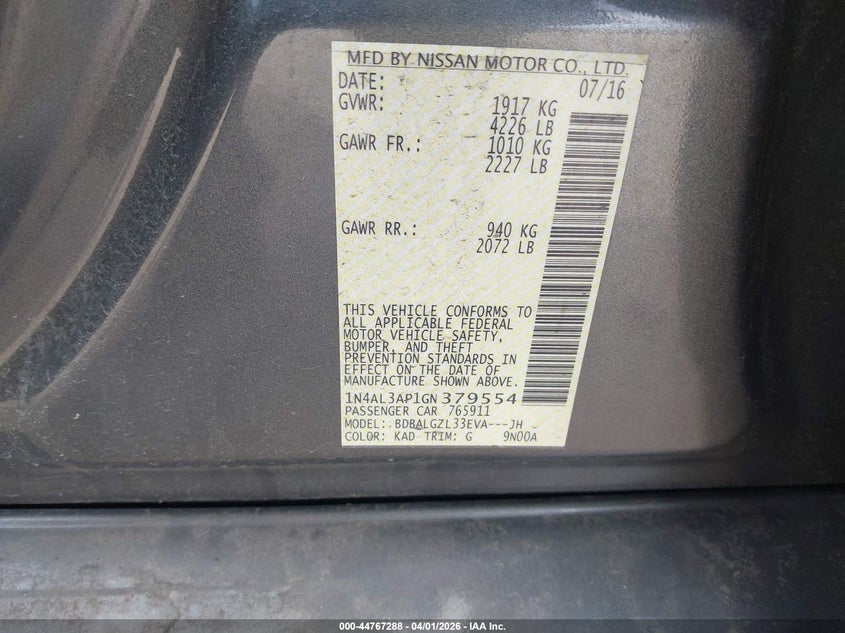 MFD BY NISSAN MOTOR CO., LTD.
DATE: 07/16
GVWR: 1917 KG
4226 LB
GAWR FR.: 1010 KG
2227 LB
GAWR RR.: 940 KG
2072 LB
THIS VEHICLE CONFORMS TO
ALL APPLICABLE FEDERAL
MOTOR VEHICLE SAFETY,
BUMPER, AND THEFT
PREVENTION STANDARDS IN
EFFECT ON THE DATE OF
MANUFACTURE SHOWN ABOVE.
1N4AL3AP1GN379554
PASSENGER CAR 765911
MODEL: BDBALGZL33EVA---JH
COLOR: KAD TRIM: G 9N00A
000-44767288 - 04/01/2026 - IAA Inc.